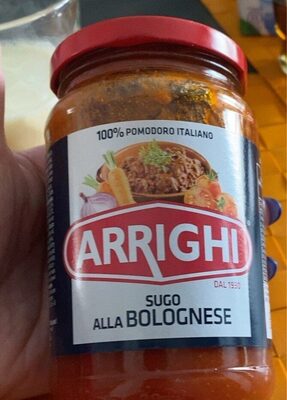 100% POMODORO ITALIANO
ARRIGHI
DAL 1930
SUGO
ALLA BOLOGNESE